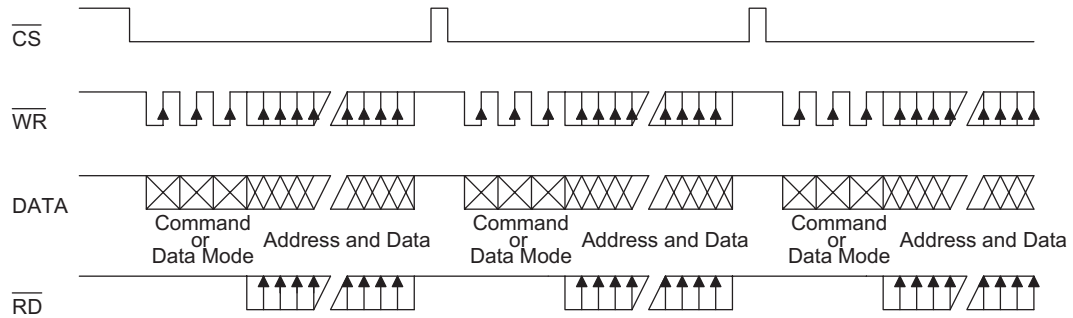 CS
WR
DATA
Command
or
Data Mode
Address and Data
Command
or
Data Mode
Address and Data
Command
or
Data Mode
Address and Data
RD